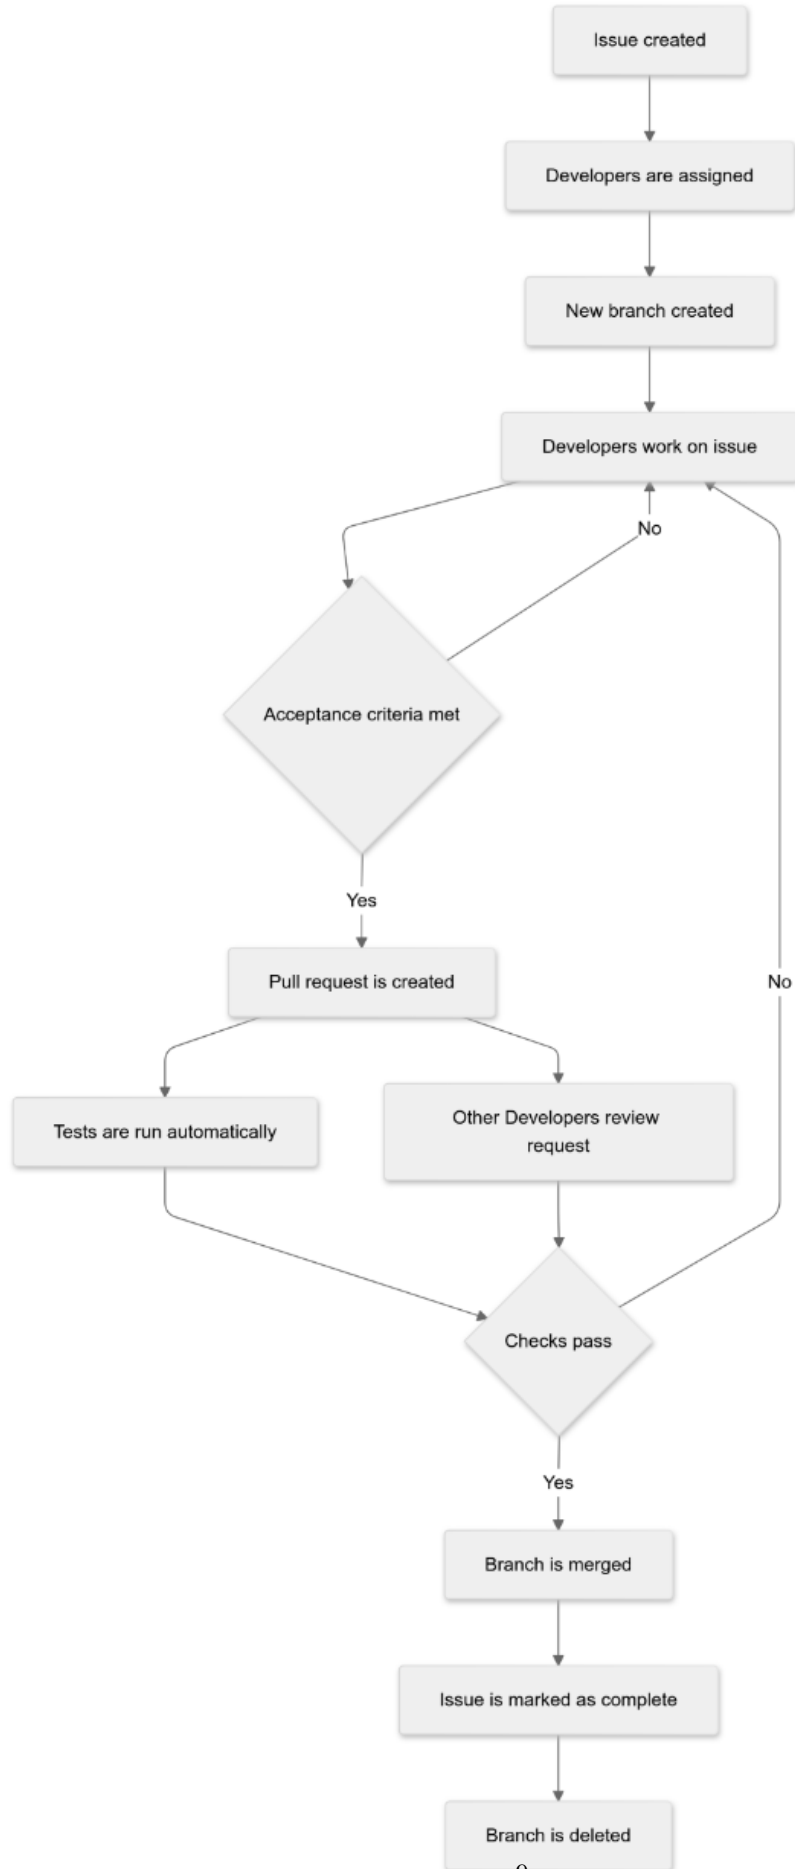 Issue created
Developers are assigned
New branch created
Developers work on issue
No
Acceptance criteria met
Yes
Pull request is created
No
Tests are run automatically
Other Developers review
request
Checks pass
Yes
Branch is merged
Issue is marked as complete
Branch is deleted